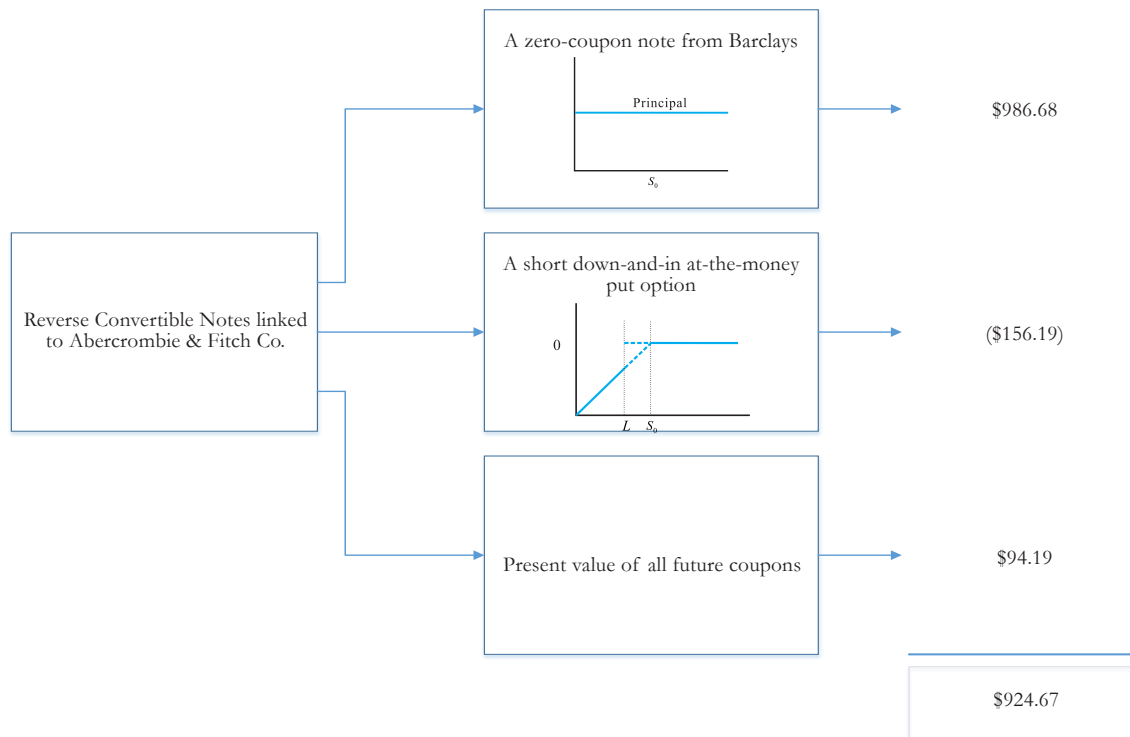 A zero-coupon note from Barclays
Principal
S₀
$986.68
Reverse Convertible Notes linked
to Abercrombie & Fitch Co.
A short down-and-in at-the-money
put option
0
L S₀
($156.19)
Present value of all future coupons
$94.19
$924.67